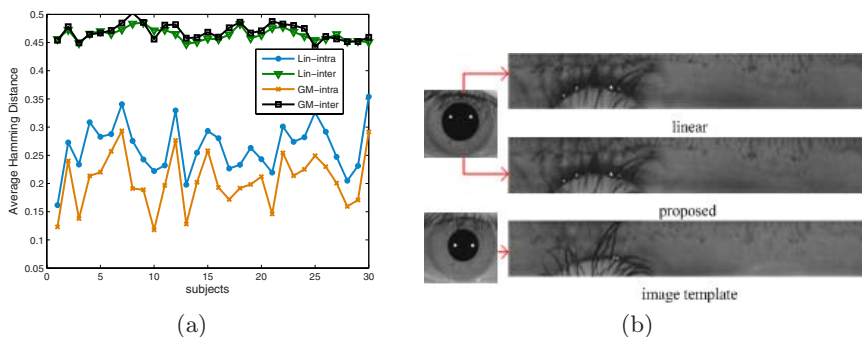 0.5
0.45
0.4
0.35
0.3
0.25
0.2
0.15
0.1
0.05
Average Hamming Distance
Lin-intra
Lin-inter
GM-intra
GM-inter
0 5 10 15 20 25 30
subjects
(a)
linear
proposed
image template
(b)